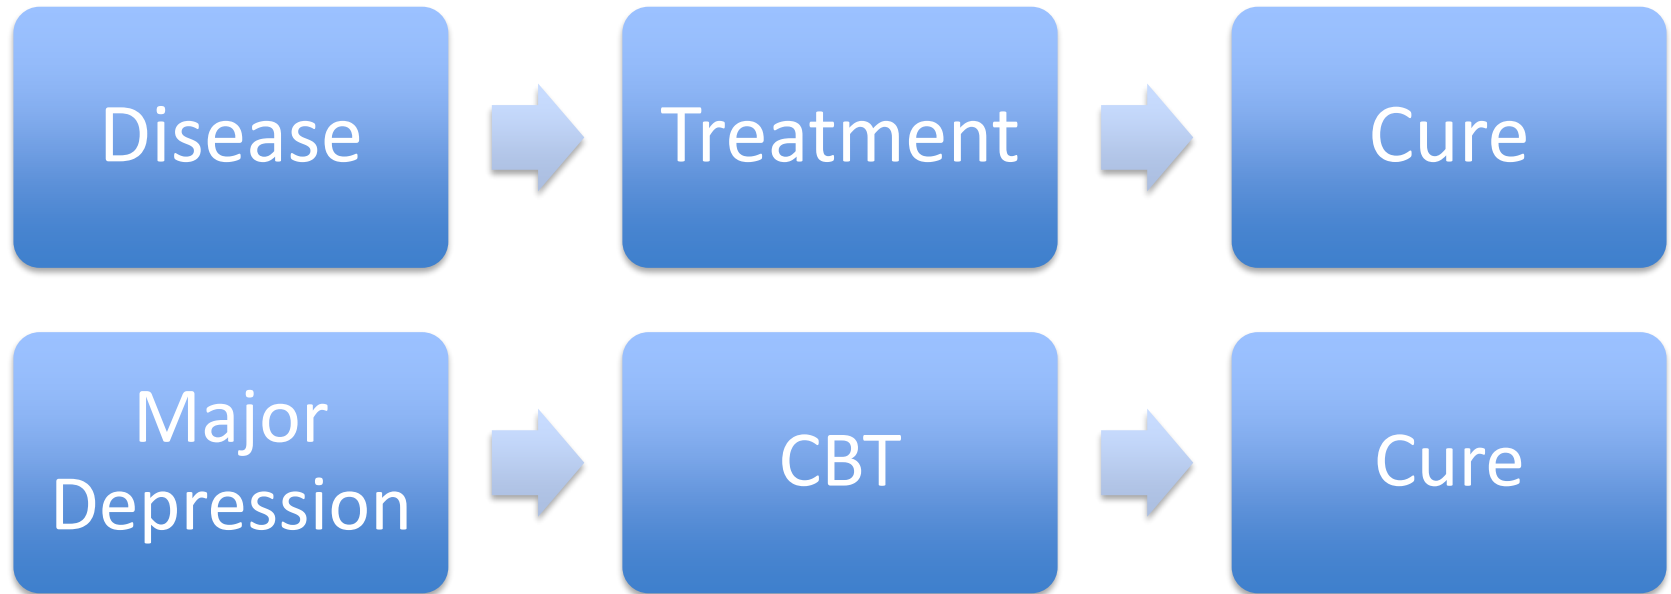 Disease
Treatment
Cure
Major
Depression
CBT
Cure